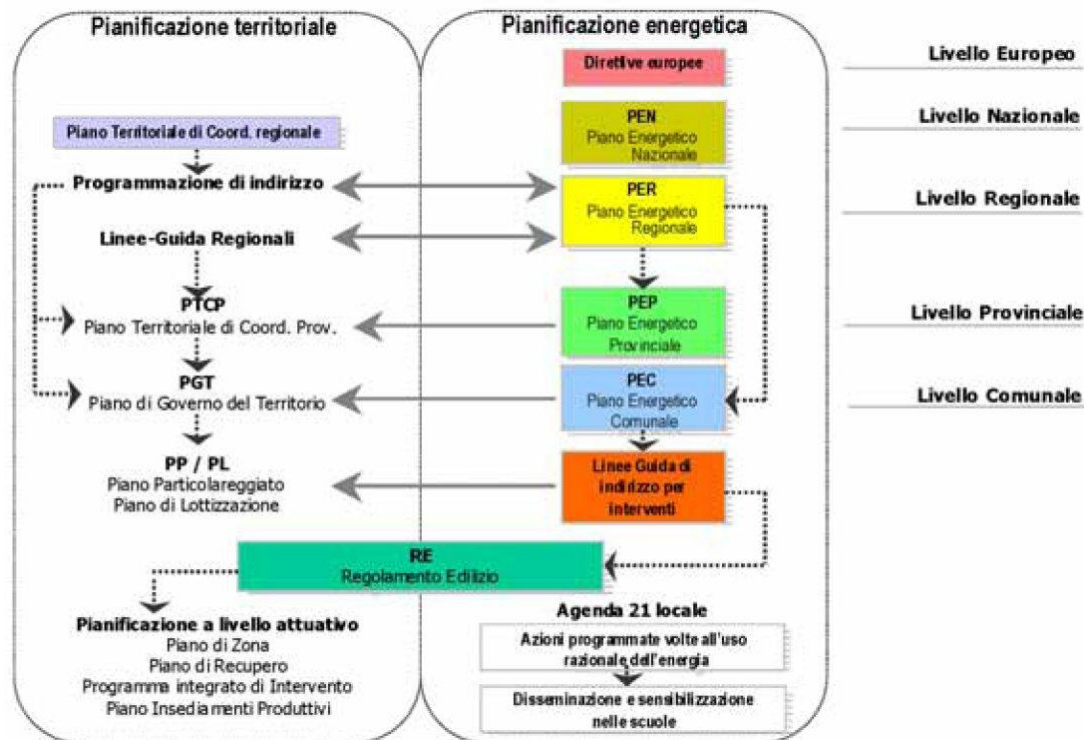 Pianificazione territoriale
Piano Territoriale di Coord. regionale
Programmazione di indirizzo
Linee-Guida Regionali
PTCP
Piano Territoriale di Coord. Prov.
PGT
Piano di Governo del Territorio
PP / PL
Piano Particolareggiato
Piano di Lottizzazione
Pianificazione energetica
Direttive europee
PEN
Piano Energetico
Nazionale
PER
Piano Energetico
Regionale
PEP
Piano Energetico
Provinciale
PEC
Piano Energetico
Comunale
Linee Guida di
indirizzo per
interventi
RE
Regolamento Edilizio
Pianificazione a livello attuativo
Piano di Zona
Piano di Recupero
Programma integrato di Intervento
Piano Insediamenti Produttivi
Agenda 21 locale
Azioni programmate volte all'uso
razionale dell'energia
Disseminazione e sensibilizzazione
nelle scuole
Livello Europeo
Livello Nazionale
Livello Regionale
Livello Provinciale
Livello Comunale